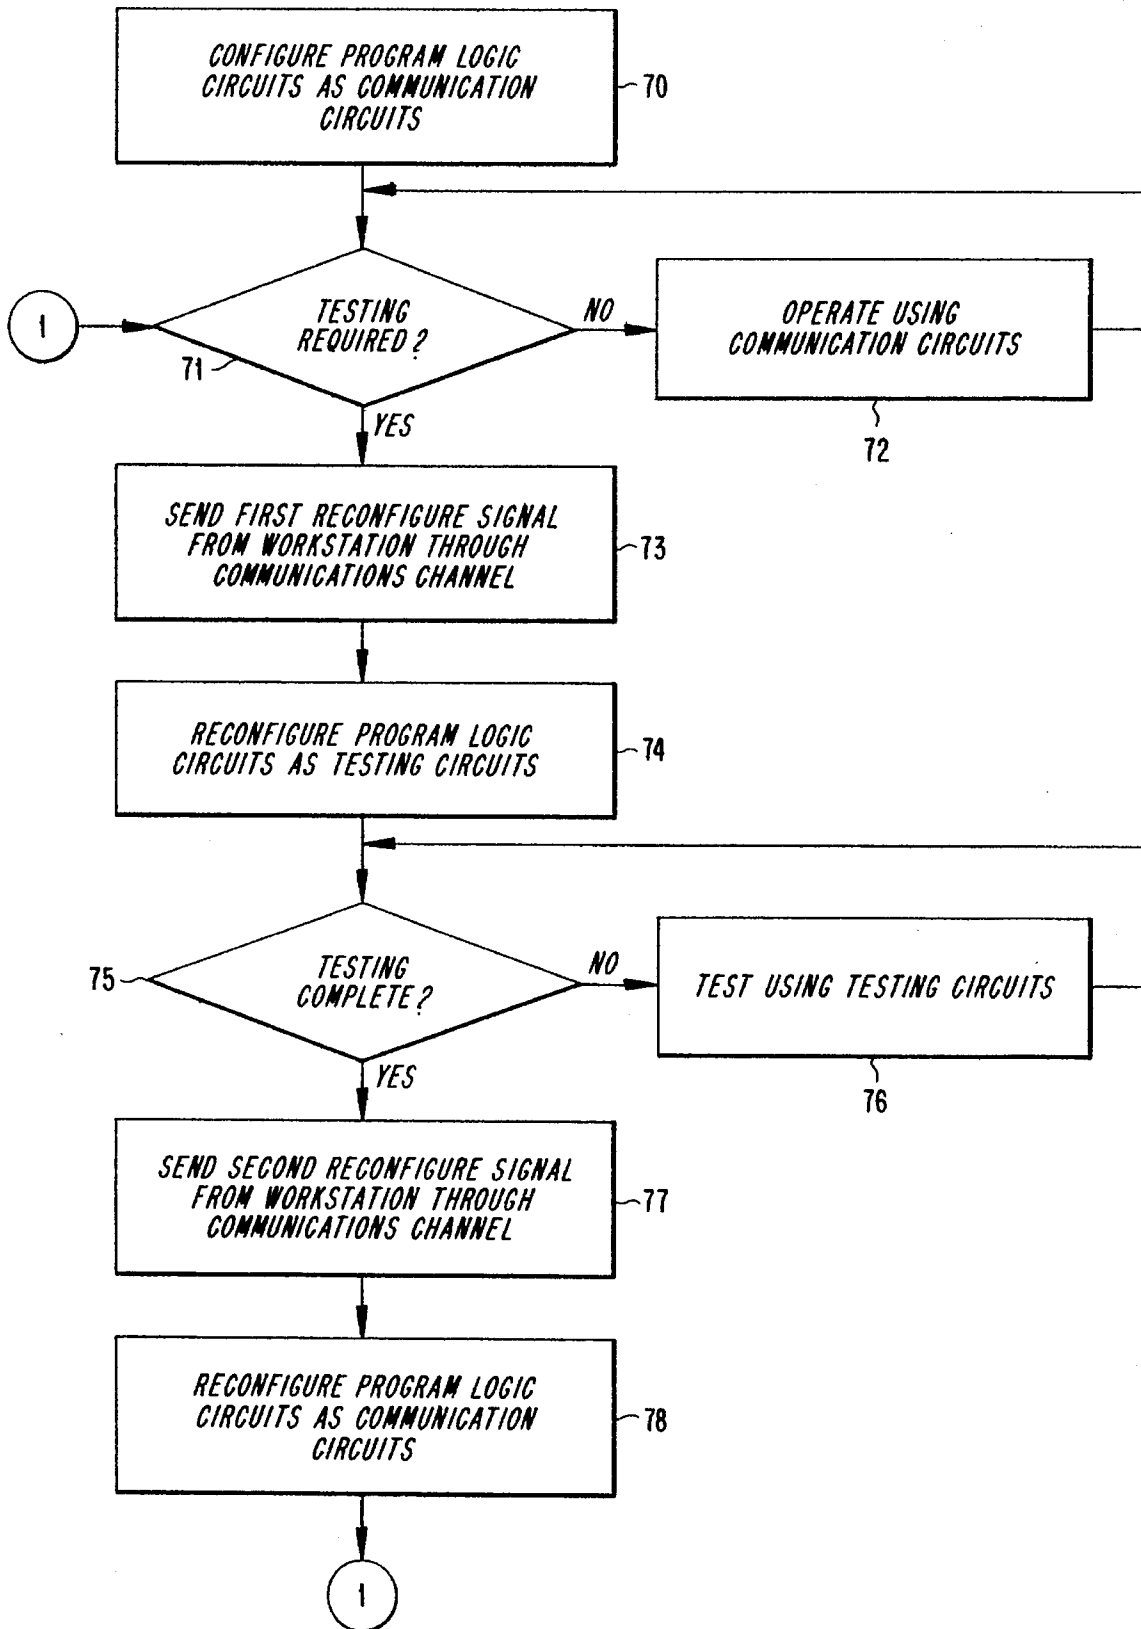 CONFIGURE PROGRAM LOGIC
CIRCUITS AS COMMUNICATION
CIRCUITS
70
1
TESTING
REQUIRED?
71
NO
OPERATE USING
COMMUNICATION CIRCUITS
72
YES
SEND FIRST RECONFIGURE SIGNAL
FROM WORKSTATION THROUGH
COMMUNICATIONS CHANNEL
73
RECONFIGURE PROGRAM LOGIC
CIRCUITS AS TESTING CIRCUITS
74
75
TESTING
COMPLETE?
NO
TEST USING TESTING CIRCUITS
76
YES
SEND SECOND RECONFIGURE SIGNAL
FROM WORKSTATION THROUGH
COMMUNICATIONS CHANNEL
77
RECONFIGURE PROGRAM LOGIC
CIRCUITS AS COMMUNICATION
CIRCUITS
78
1